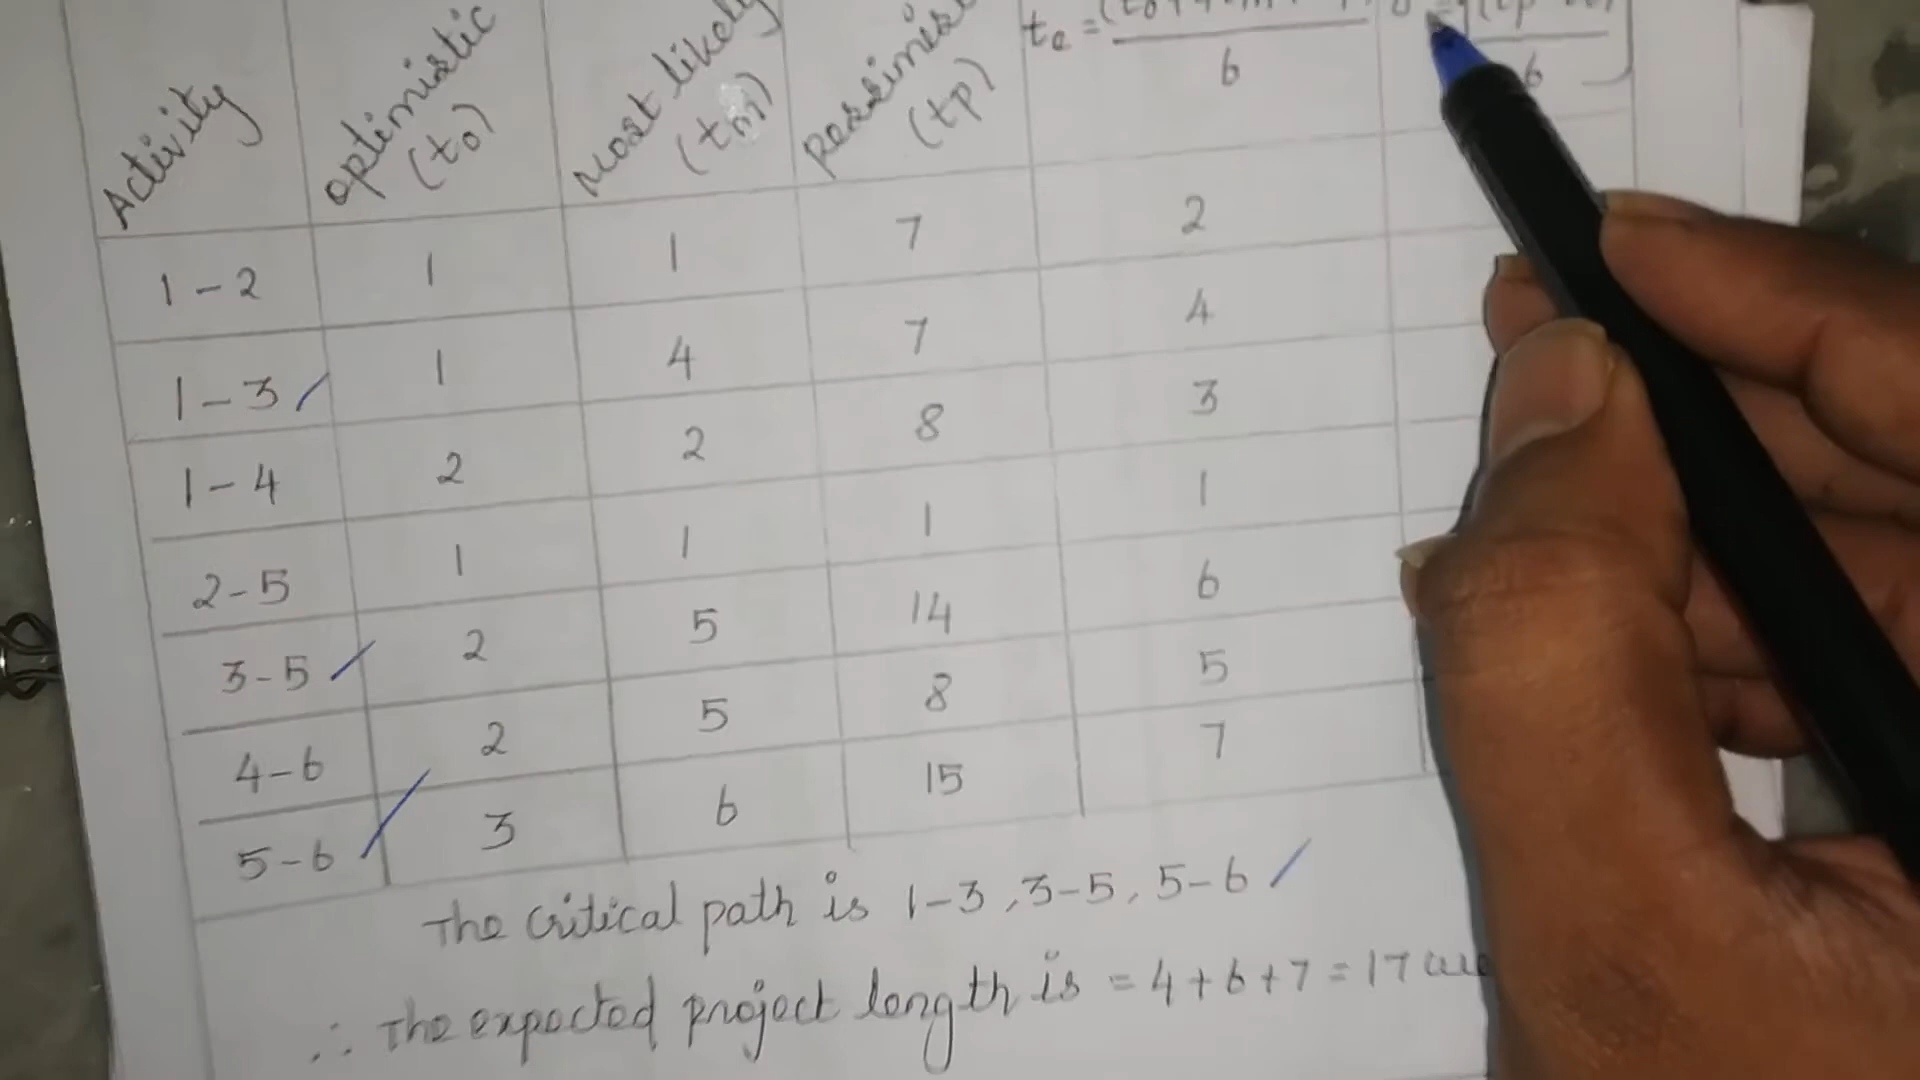 Activity optimistic (to) Most likely (tm) (tp) te =
6 6
1-2 1 1 7 2
1-3 1 4 7 4
1-4 2 2 8 3
2-5 1 1 1 1
3-5 2 5 14 6
4-6 2 5 8 5
5-6 3 6 15 7
The critical path is 1-3, 3-5, 5-6
∴ The expected project length is = 4+6+7 = 17